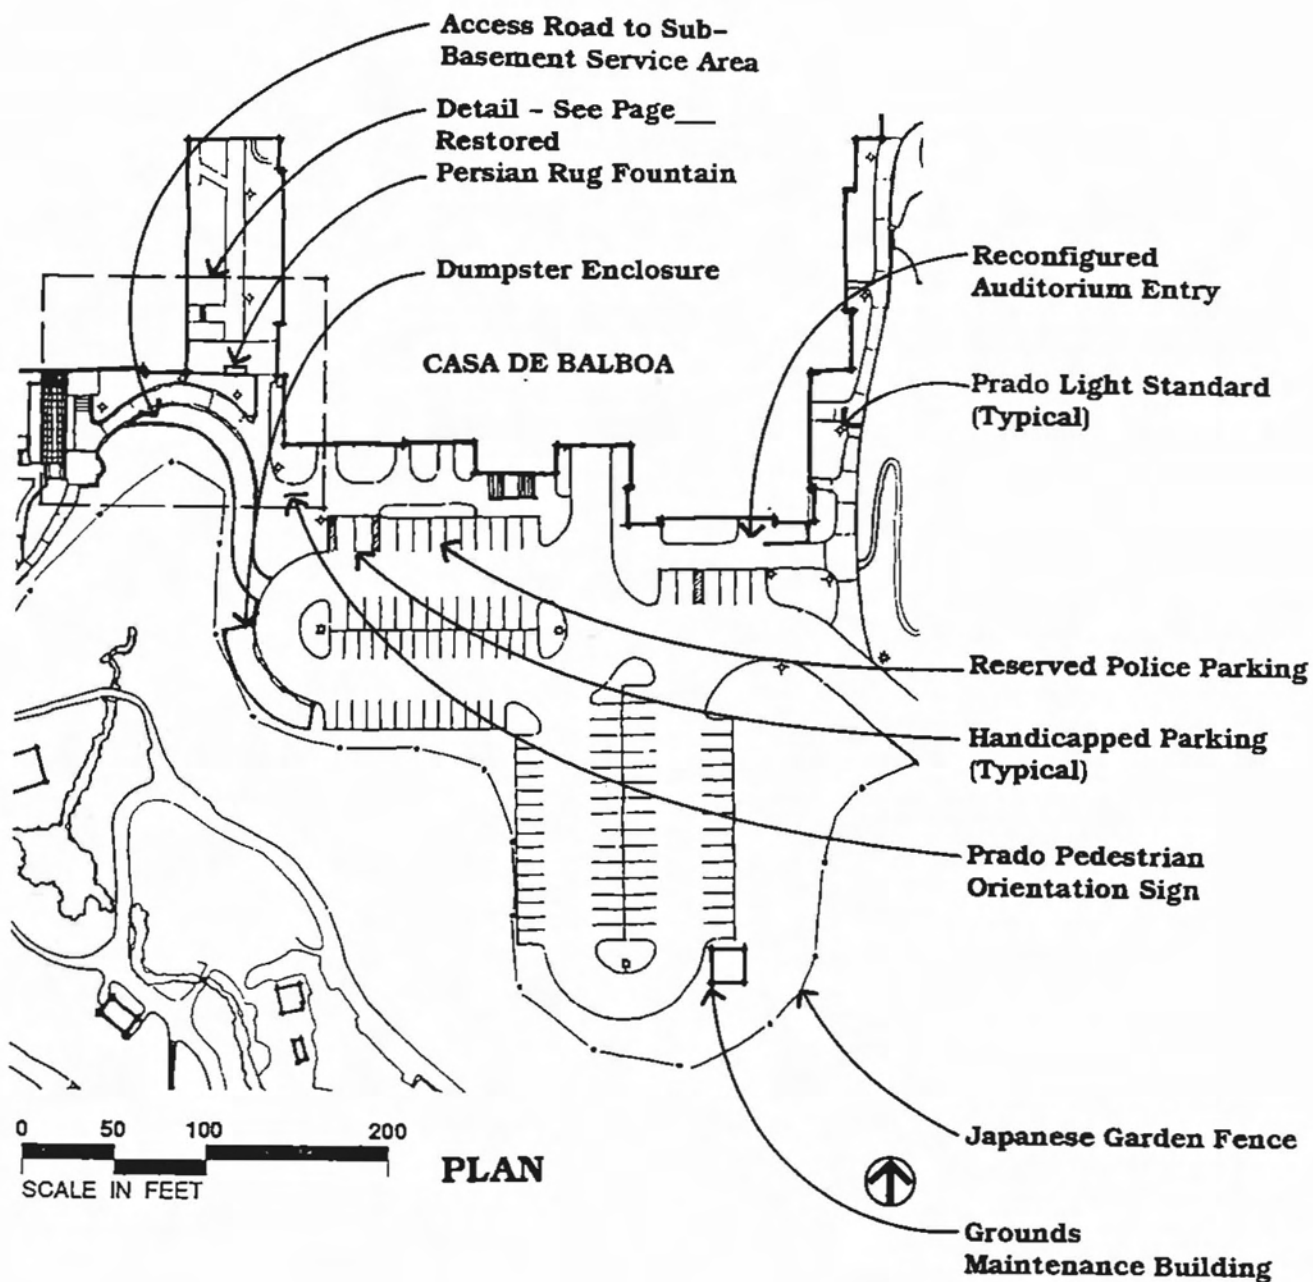 Access Road to Sub-
Basement Service Area
Detail - See Page__
Restored
Persian Rug Fountain
Dumpster Enclosure
CASA DE BALBOA
Reconfigured
Auditorium Entry
Prado Light Standard
(Typical)
Reserved Police Parking
Handicapped Parking
(Typical)
Prado Pedestrian
Orientation Sign
Japanese Garden Fence
Grounds
Maintenance Building
0 50 100 200
SCALE IN FEET
PLAN